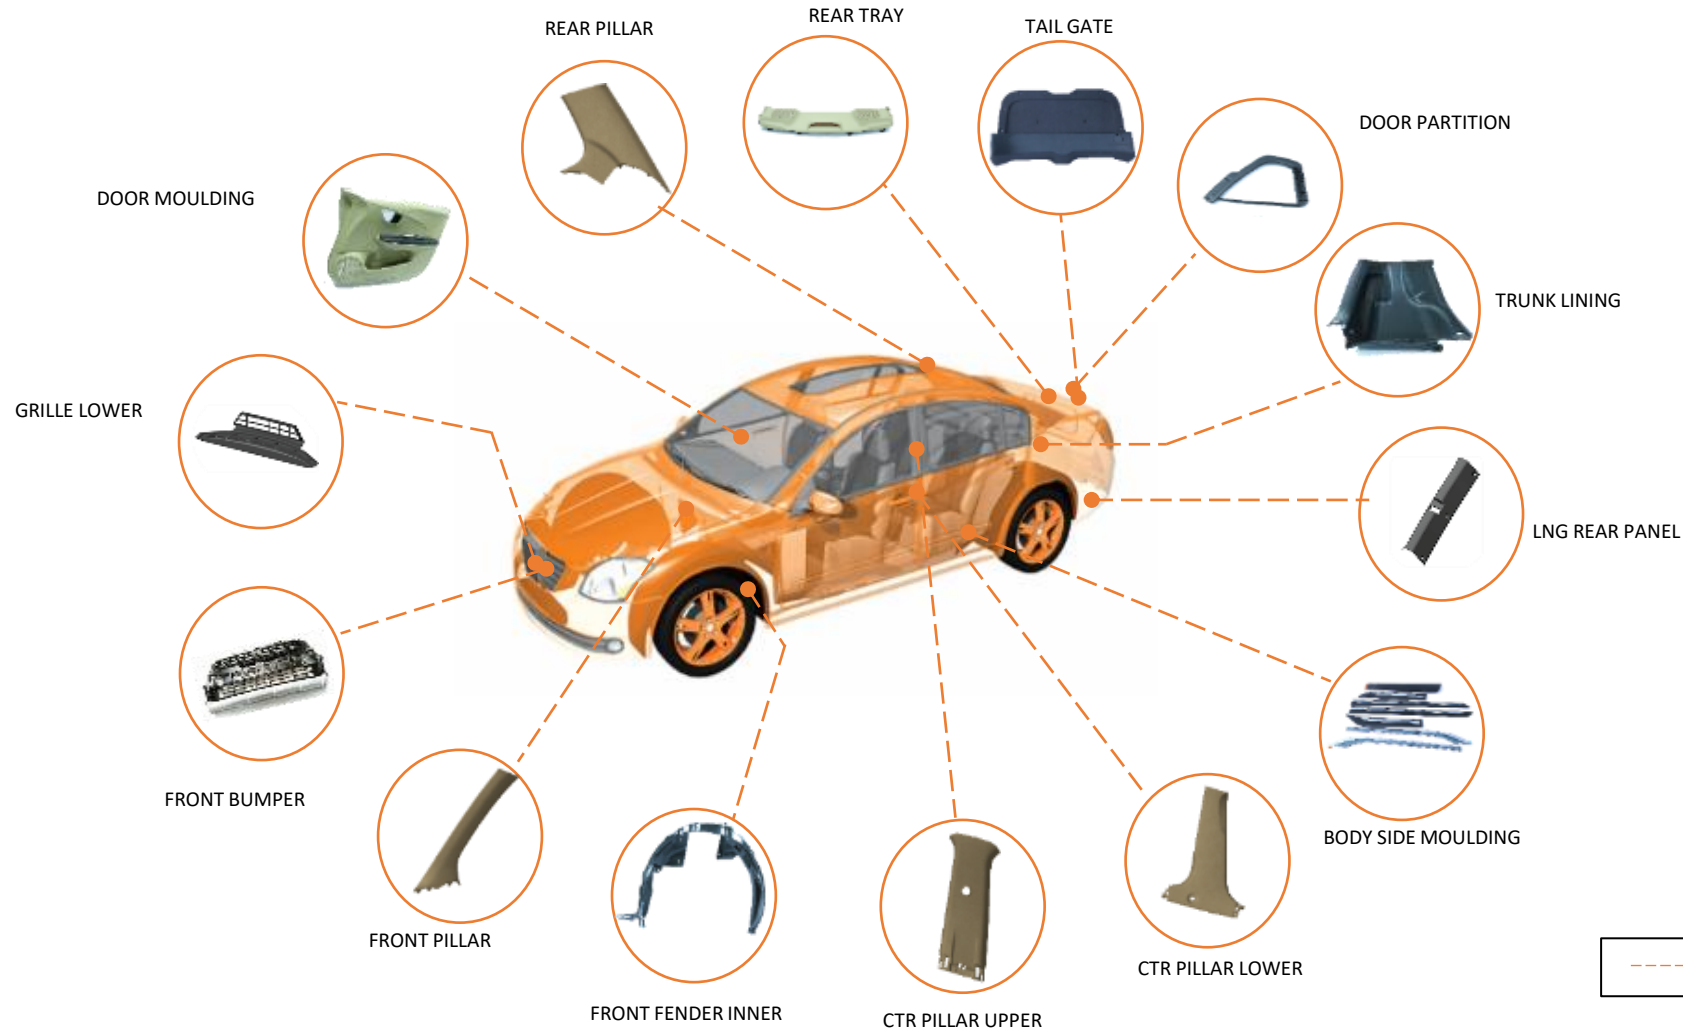 REAR PILLAR
REAR TRAY
TAIL GATE
DOOR PARTITION
DOOR MOULDING
TRUNK LINING
GRILLE LOWER
LNG REAR PANEL
FRONT BUMPER
BODY SIDE MOULDING
FRONT PILLAR
CTR PILLAR LOWER
FRONT FENDER INNER
CTR PILLAR UPPER